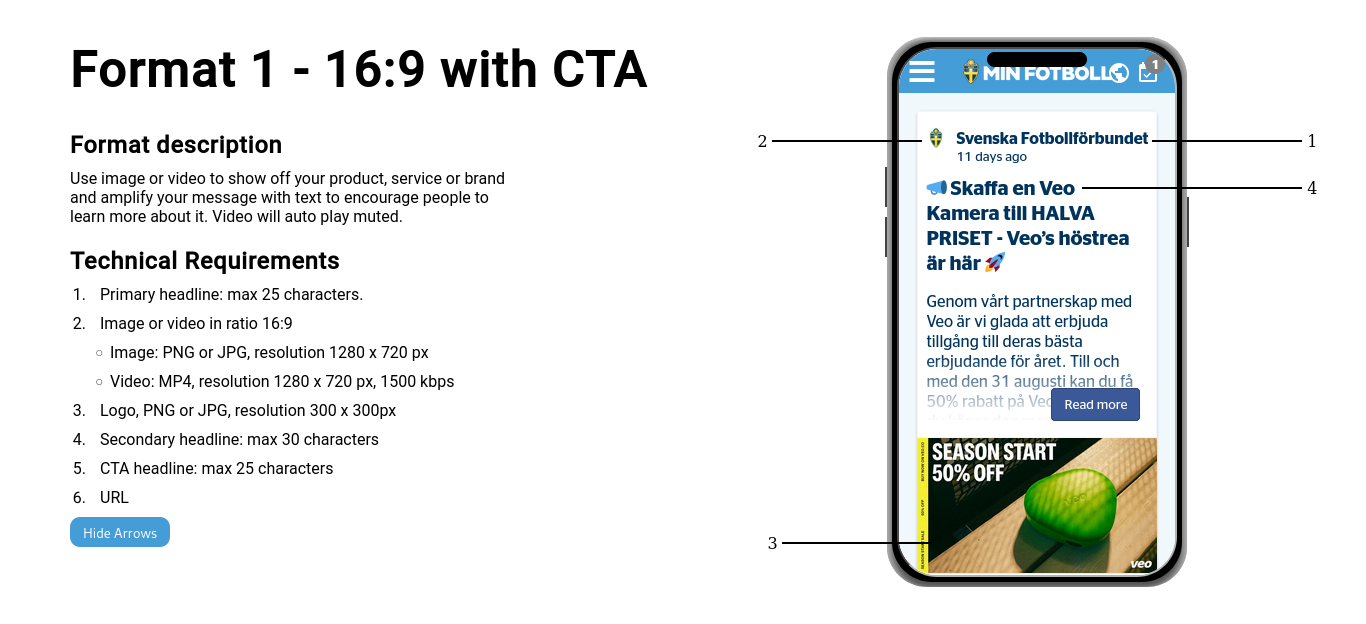 Format 1 - 16:9 with CTA
Format description
Use image or video to show off your product, service or brand
and amplify your message with text to encourage people to
learn more about it. Video will auto play muted.
Technical Requirements
1. Primary headline: max 25 characters.
2. Image or video in ratio 16:9
○ Image: PNG or JPG, resolution 1280 x 720 px
○ Video: MP4, resolution 1280 x 720 px, 1500 kbps
3. Logo, PNG or JPG, resolution 300 x 300px
4. Secondary headline: max 30 characters
5. CTA headline: max 25 characters
6. URL
Hide Arrows
MIN FOTBOLL
1
2
Svenska Fotbollförbundet
1
11 days ago
Skaffa en Veo
4
Kamera till HALVA
PRISET - Veo’s höstrea
är här
Genom vårt partnerskap med
Veo är vi glada att erbjuda
tillgång till deras bästa
erbjudande för året. Till och
med den 31 augusti kan du få
50% rabatt på Veo
Read more
SEASON START
50% OFF
veo
3
veo